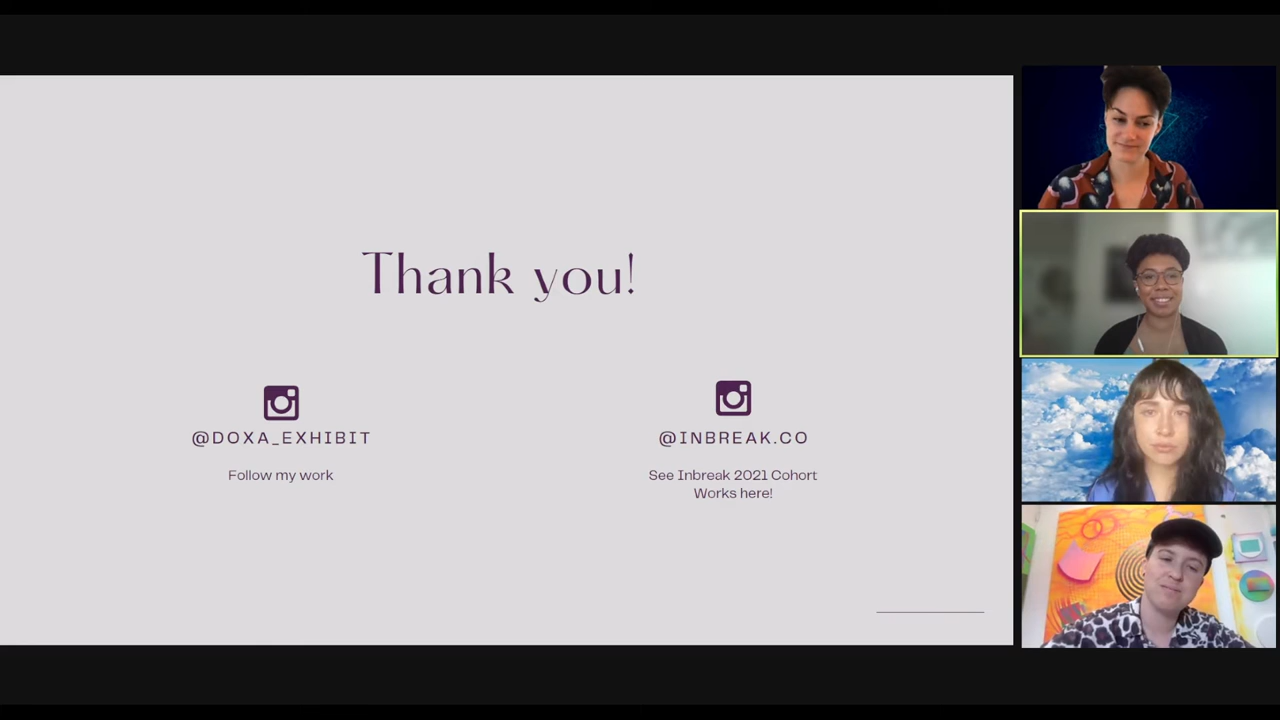 Thank you!
@DOXA_EXHIBIT
Follow my work
@INBREAK.CO
See Inbreak 2021 Cohort
Works here!